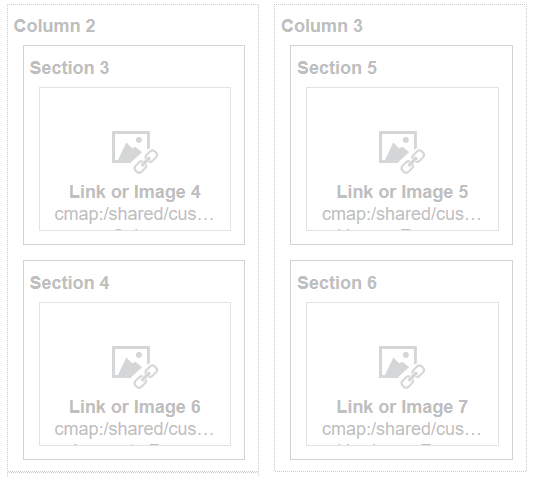 Column 2
Section 3
Link or Image 4
cmap:/shared/cus…
Section 4
Link or Image 6
cmap:/shared/cus…
Column 3
Section 5
Link or Image 5
cmap:/shared/cus…
Section 6
Link or Image 7
cmap:/shared/cus…